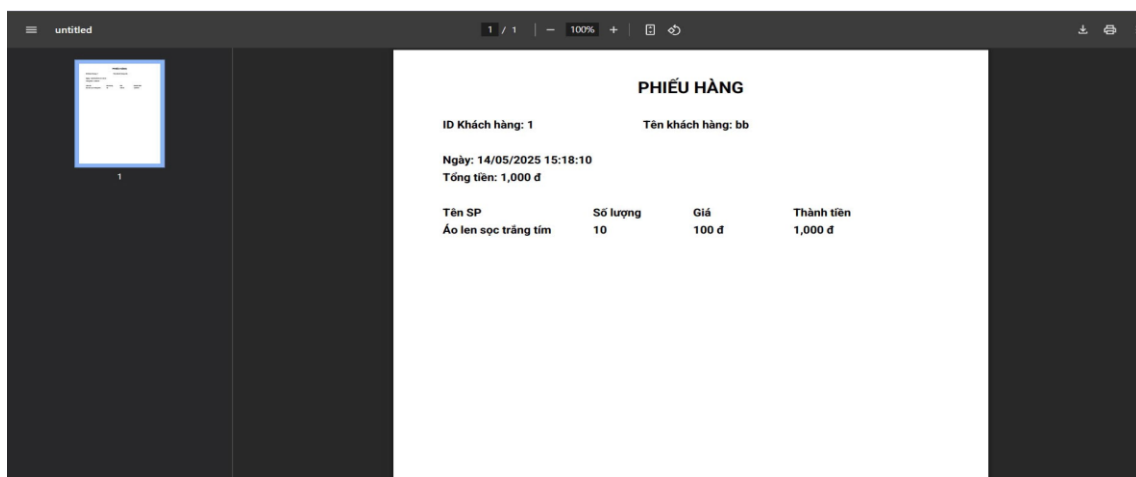 untitled
1 / 1 | − 100% +
PHIẾU HÀNG
ID Khách hàng: 1 Tên khách hàng: bb
Ngày: 14/05/2025 15:18:10
Tổng tiền: 1,000 đ
Tên SP Số lượng Giá Thành tiền
Áo len sọc trắng tím 10 100 đ 1,000 đ
1